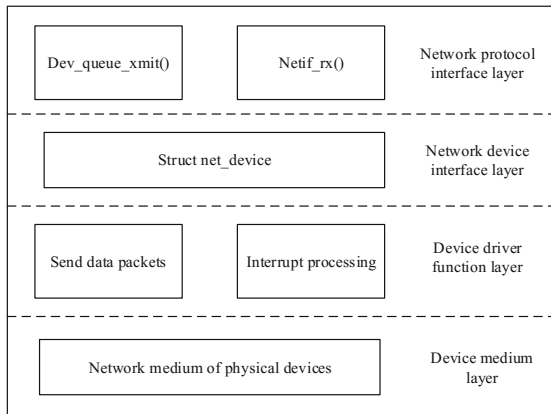 Dev_queue_xmit()
Netif_rx()
Network protocol
interface layer
Struct net_device
Network device
interface layer
Send data packets
Interrupt processing
Device driver
function layer
Network medium of physical devices
Device medium
layer